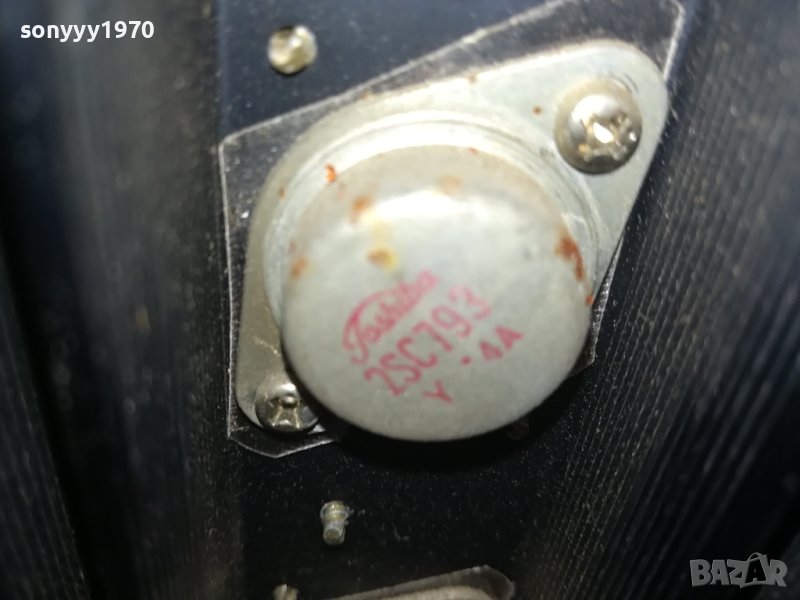 sonyyy1970
Toshiba
2SC793
Y -4A
BAZAR